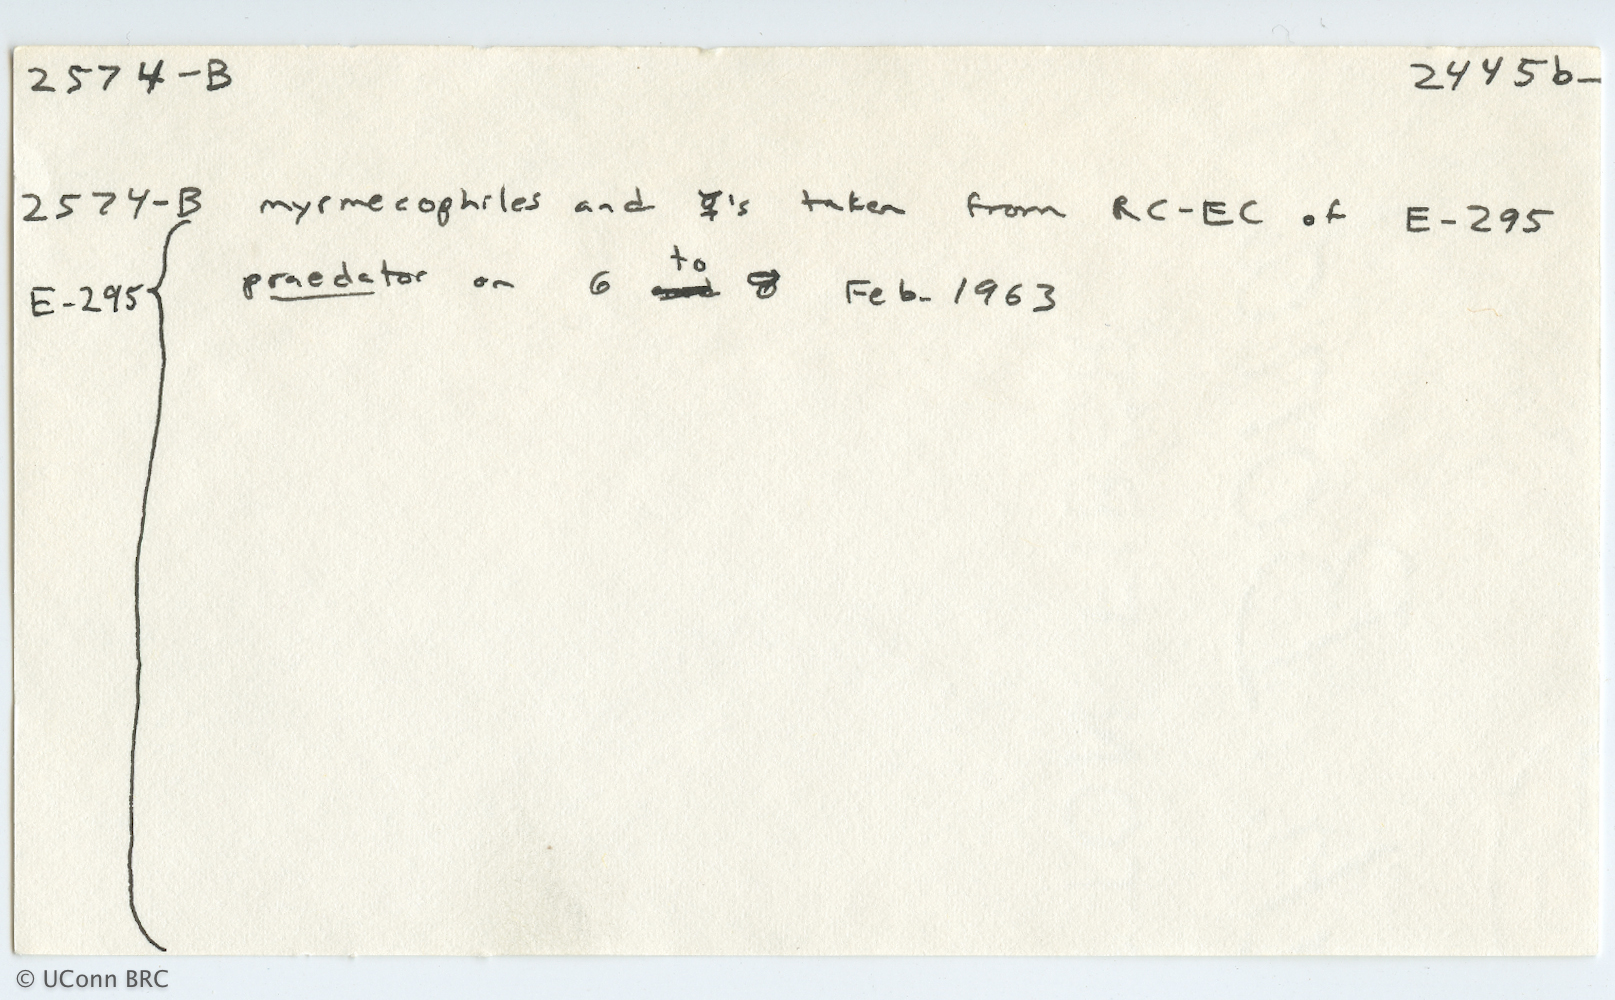 2574-B 24456-
2574-B myrmecophiles and ☿'s taken from RC-EC of E-295
E-295 praedator on 6 to 8 Feb. 1963
© UConn BRC